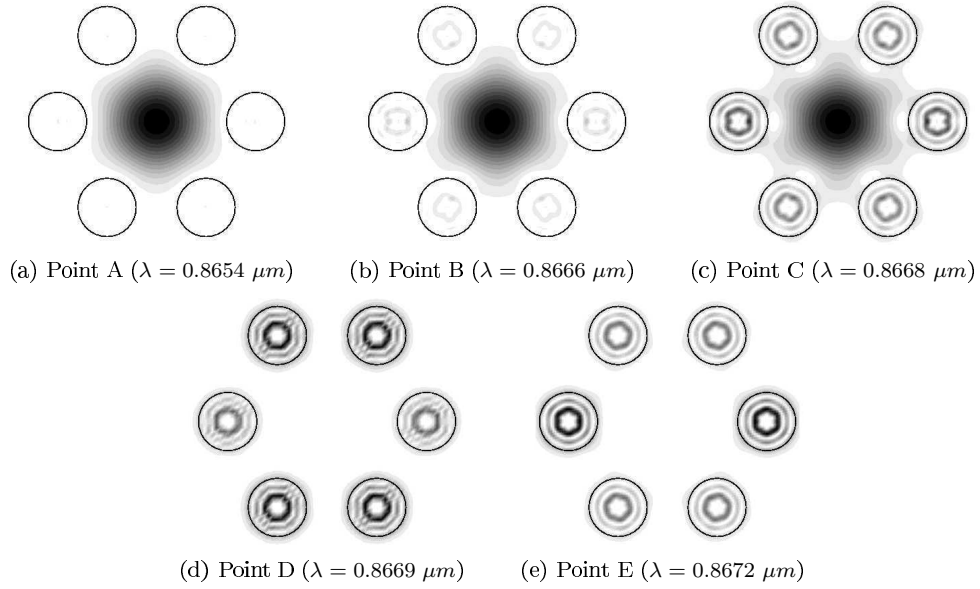 (a) Point A (λ = 0.8654 μm)
(b) Point B (λ = 0.8666 μm)
(c) Point C (λ = 0.8668 μm)
(d) Point D (λ = 0.8669 μm)
(e) Point E (λ = 0.8672 μm)